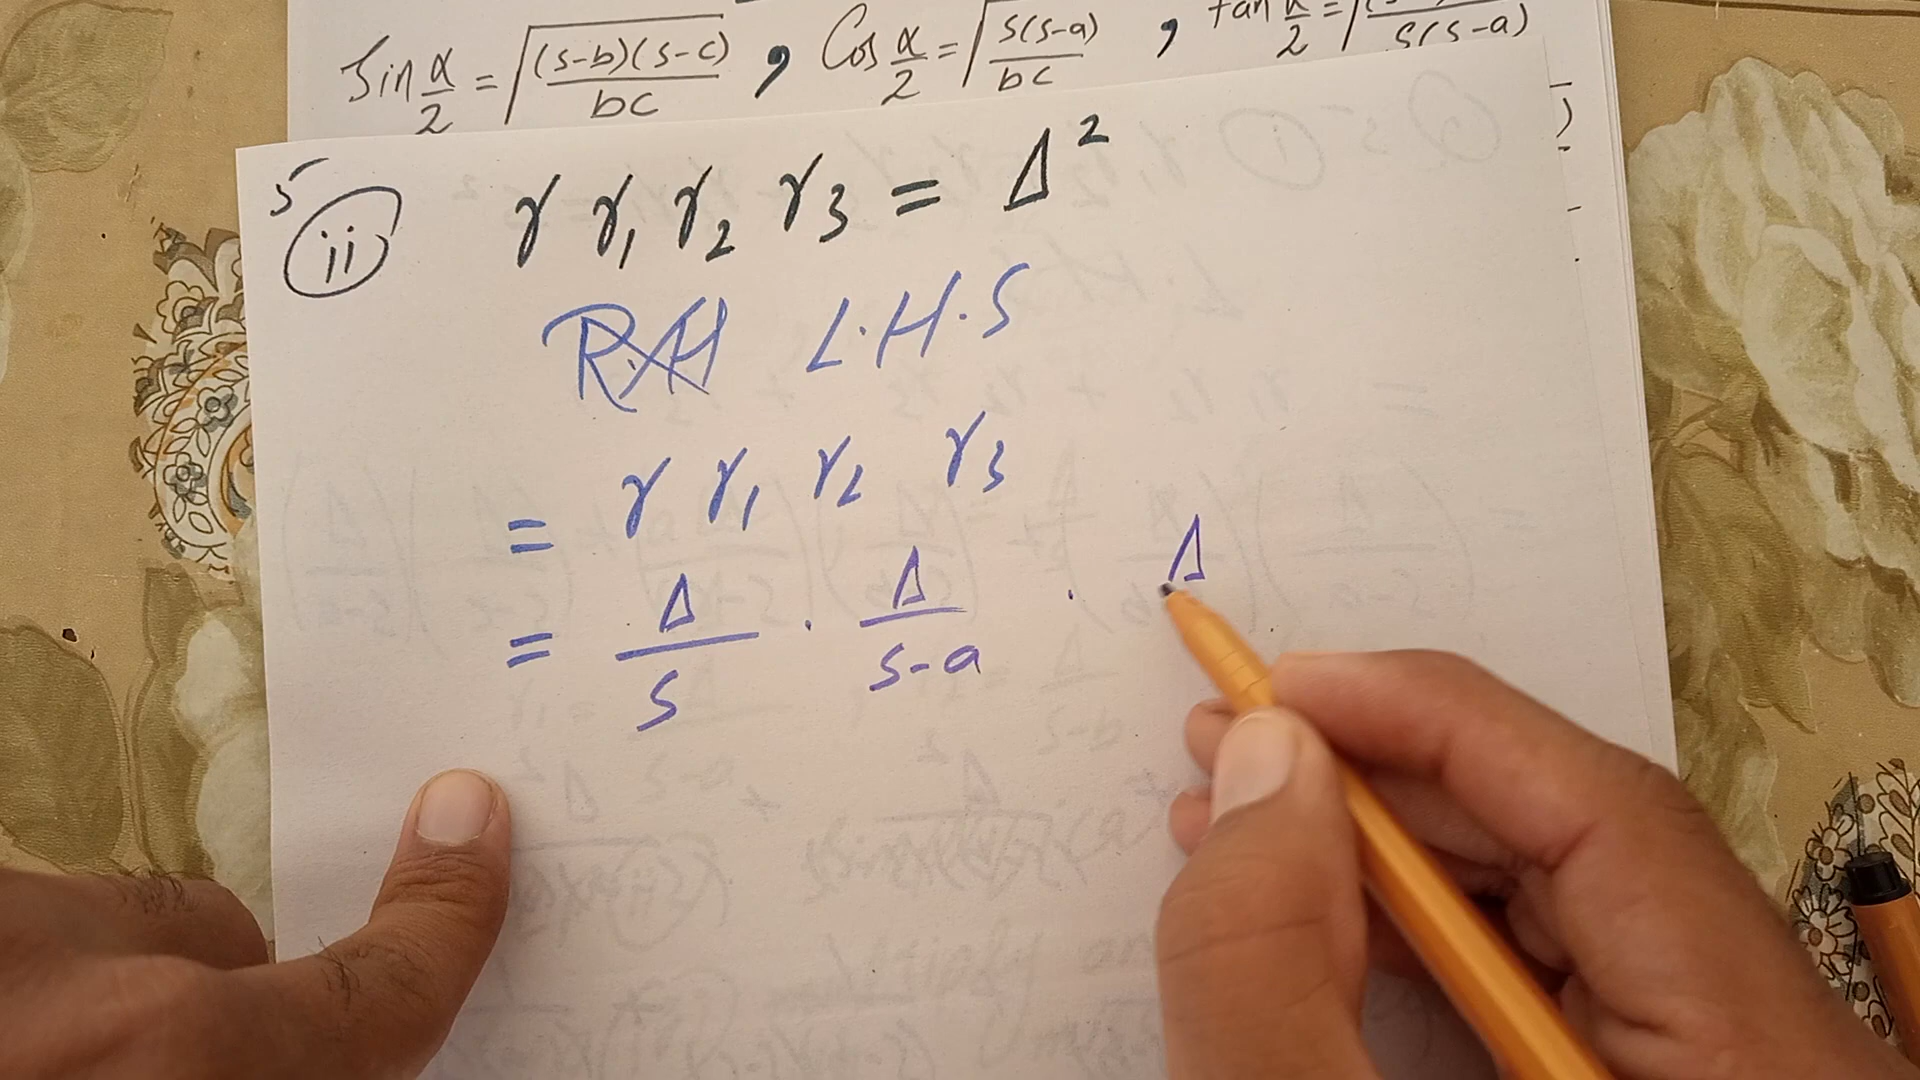 Sin α/2 = √((s-b)(s-c)/bc) , Cos α/2 = √(s(s-a)/bc) , tan α/2 = √( /s(s-a))
5 ii r r₁ r₂ r₃ = Δ²
L.H.S
= r r₁ r₂ r₃
= Δ/s · Δ/s-a · Δ